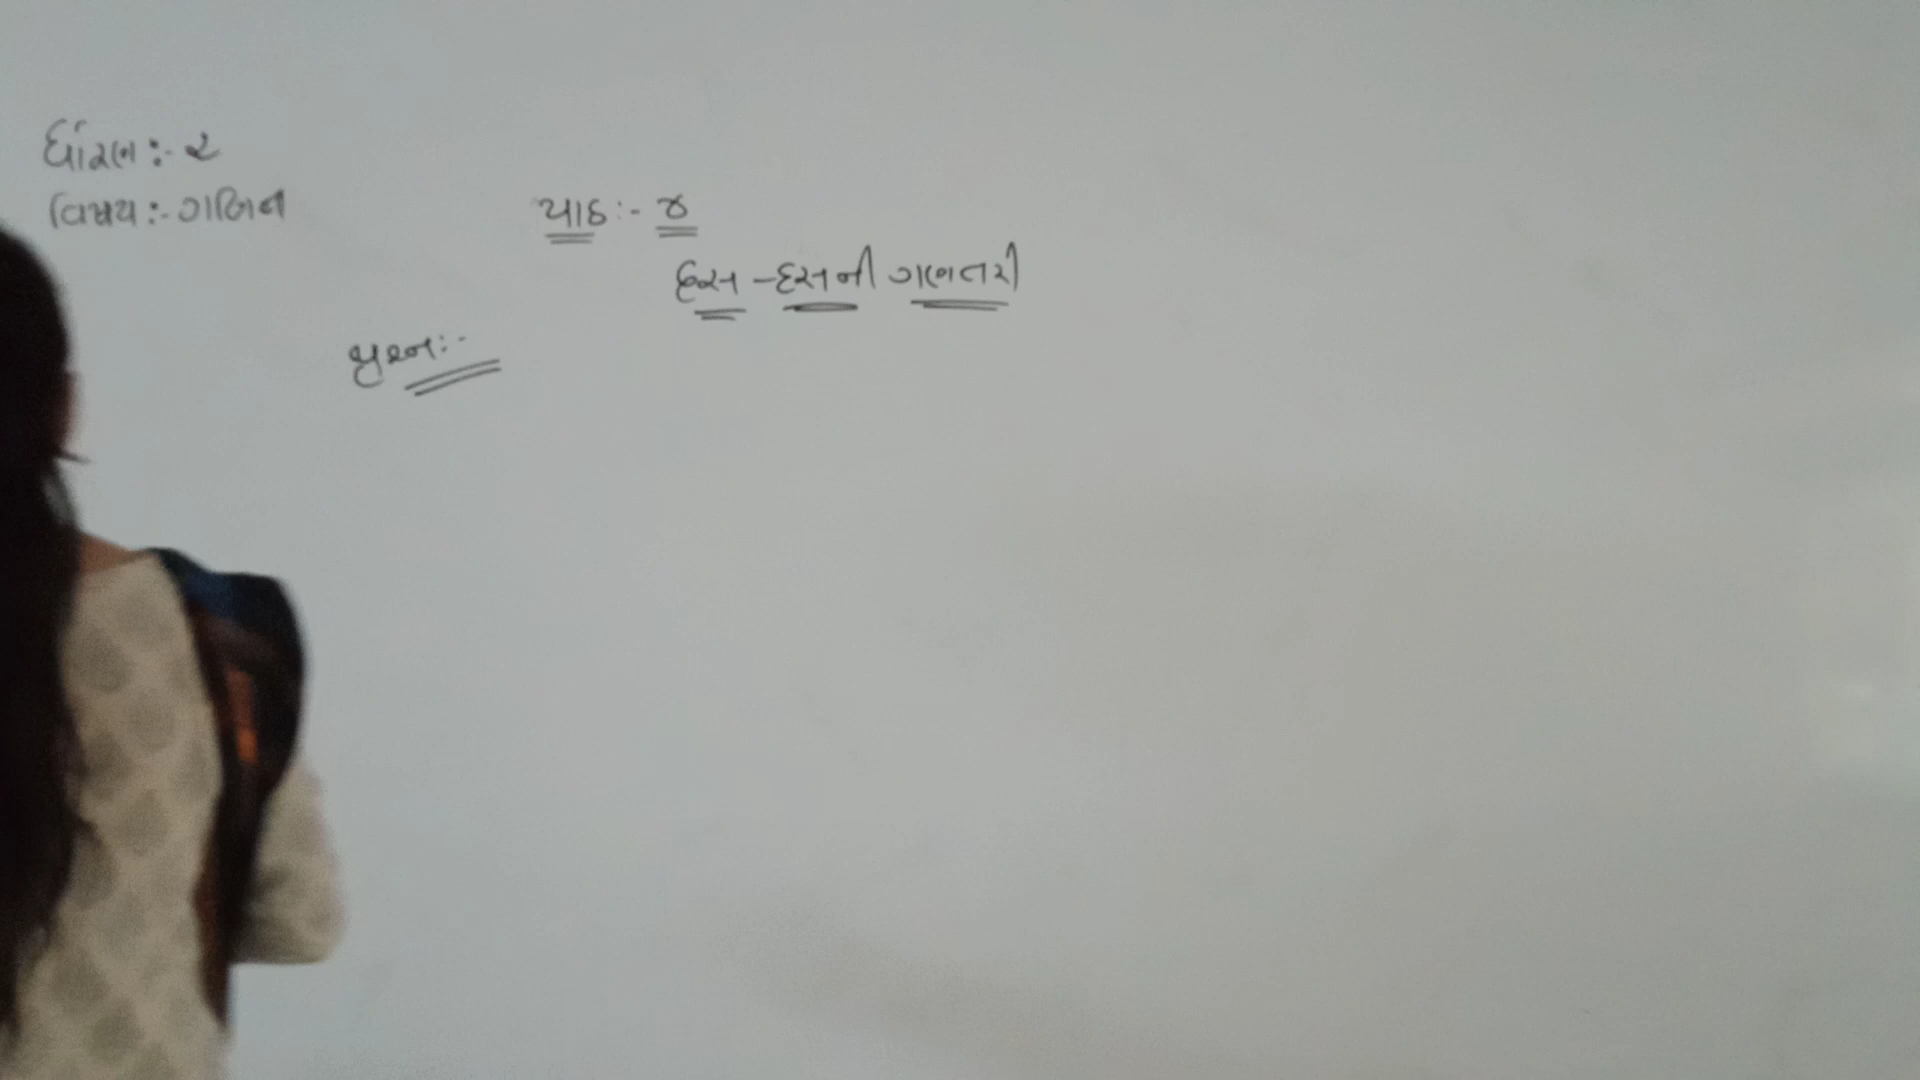 ધોરણ :- ૨
વિષય :- ગણિત
પાઠ :- ૪
દસ - દસની ગણતરી
પ્રશ્ન :-